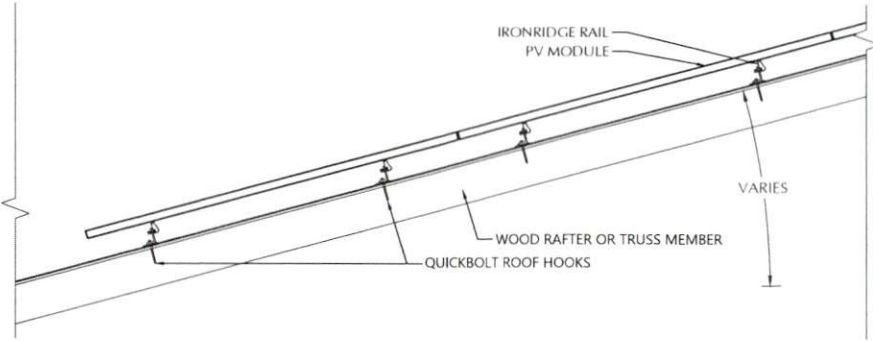 IRONRIDGE RAIL
PV MODULE
VARIES
WOOD RAFTER OR TRUSS MEMBER
QUICKBOLT ROOF HOOKS